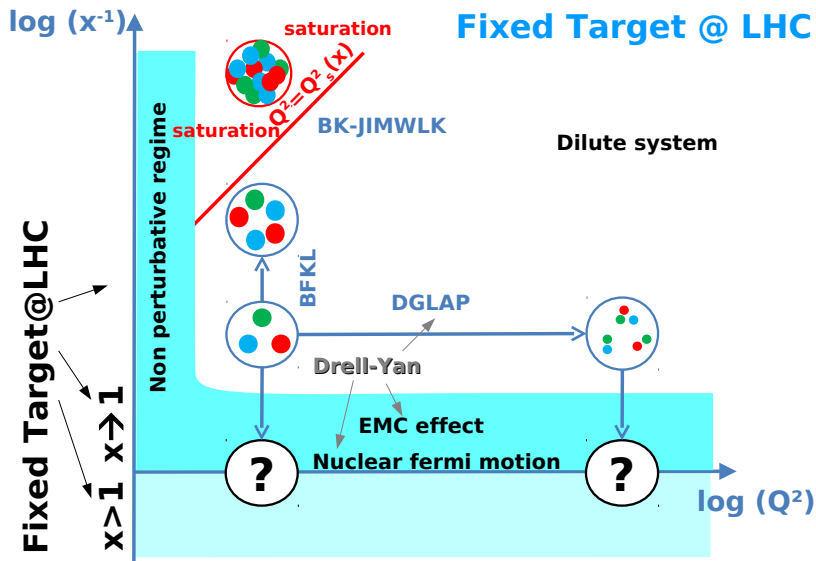 log (x⁻¹)
Fixed Target @ LHC
saturation
Q²=Q²ₛ(x)
saturation
BK-JIMWLK
Dilute system
Non perturbative regime
Fixed Target@LHC
BFKL
DGLAP
Drell-Yan
x→1
EMC effect
Nuclear fermi motion
?
?
x>1
log (Q²)